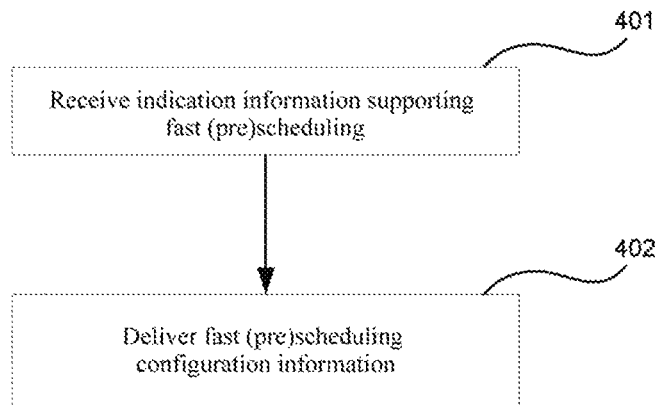 401
Receive indication information supporting
fast (pre)scheduling
402
Deliver fast (pre)scheduling
configuration information